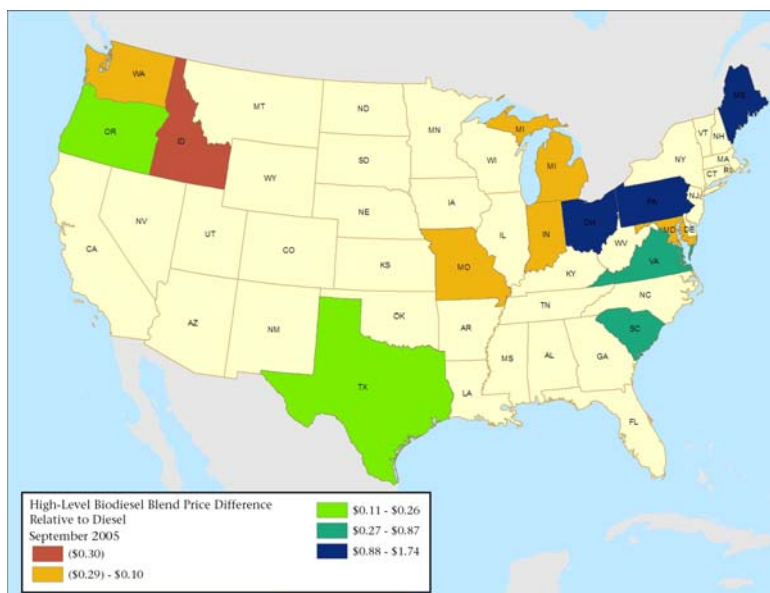 WA
MT
ND
MN
ME
OR
ID
SD
WI
MI
VT
NH
NY
MA
CT
RI
WY
MI
IA
NE
PA
NJ
NV
UT
CO
IL
IN
OH
MD
DE
CA
KS
MO
WV
VA
KY
NC
TN
AZ
NM
OK
AR
SC
MS
AL
GA
TX
LA
FL
High-Level Biodiesel Blend Price Difference
Relative to Diesel
September 2005
($0.30)
($0.29) - $0.10
$0.11 - $0.26
$0.27 - $0.87
$0.88 - $1.74